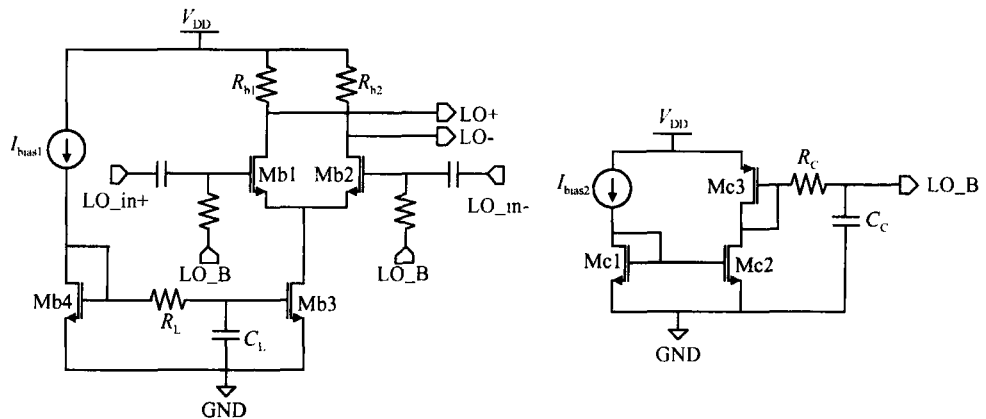 V_DD
R_b1
R_b2
LO+
LO-
I_bias1
LO_in+
Mb1
Mb2
LO_in-
LO_B
LO_B
Mb4
R_L
C_L
Mb3
GND
V_DD
I_bias2
Mc3
R_C
LO_B
C_C
Mc1
Mc2
GND